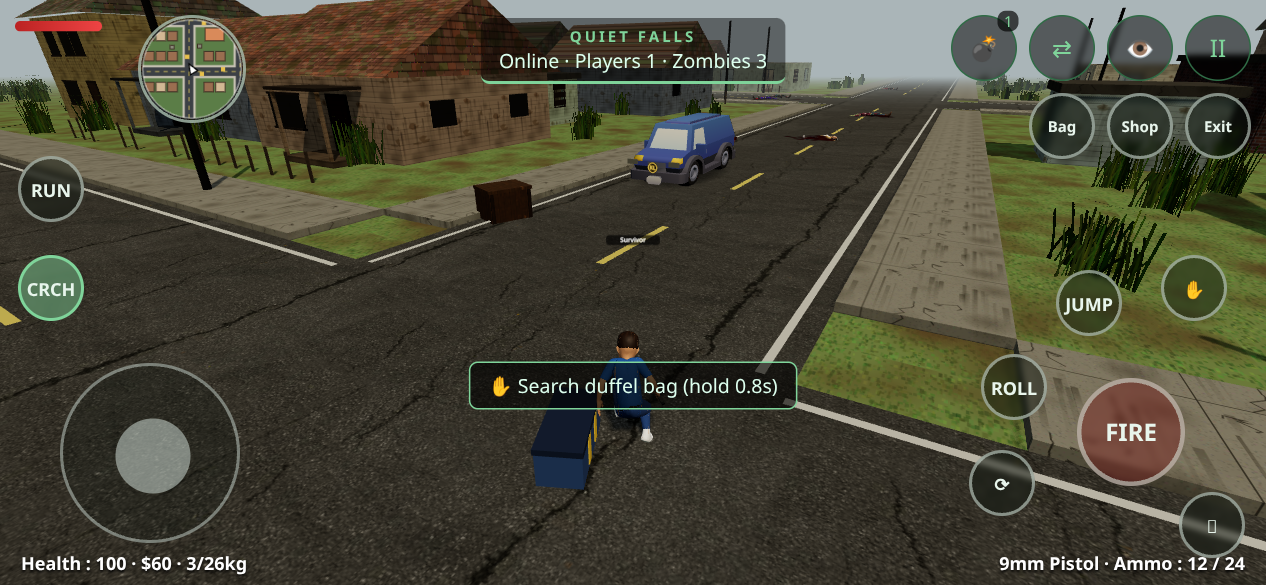 QUIET FALLS
Online · Players 1 · Zombies 3
1
II
Bag
Shop
Exit
RUN
Survivor
CRCH
JUMP
✋ Search duffel bag (hold 0.8s)
ROLL
FIRE
Health : 100 · $60 · 3/26kg
9mm Pistol · Ammo : 12 / 24